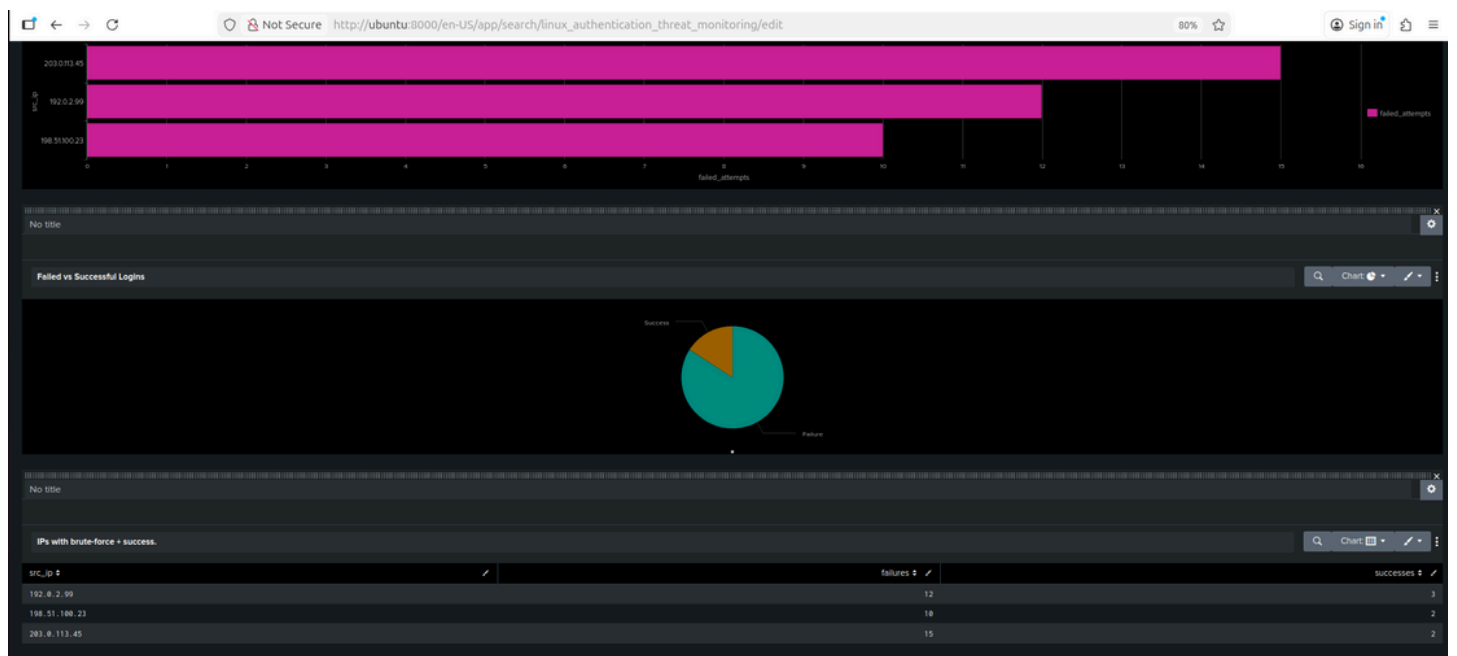 Not Secure http://ubuntu:8000/en-US/app/search/linux_authentication_threat_monitoring/edit 80% Sign in
203.0.113.45
src_ip
192.0.2.99
failed_attempts
198.51.100.23
0 1 2 3 4 5 6 7 8 9 10 11 12 13 14 15 16
failed_attempts
No title
Failed vs Successful Logins
Chart
Success
Failure
No title
IPs with brute-force + success.
Chart
src_ip failures successes
192.0.2.99 12 3
198.51.100.23 10 2
203.0.113.45 15 2